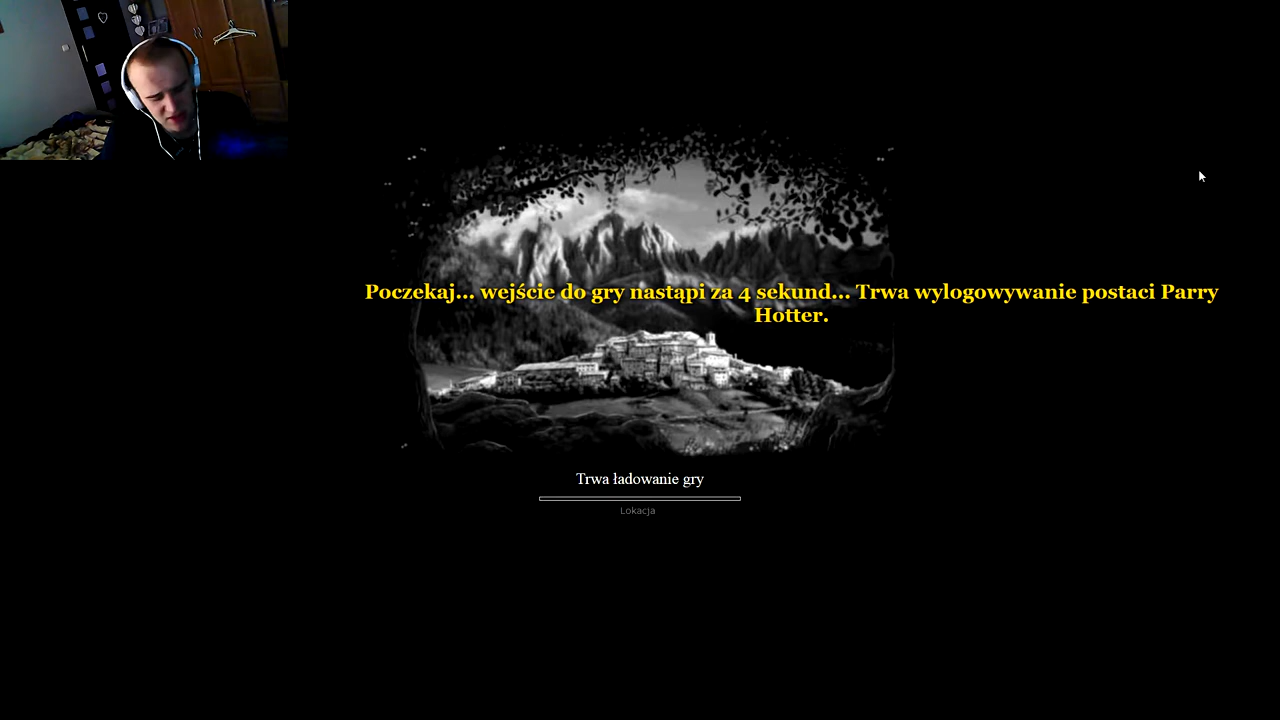 Poczekaj... wejście do gry nastąpi za 4 sekund... Trwa wylogowywanie postaci Parry
Hotter.
Trwa ładowanie gry
Lokacja